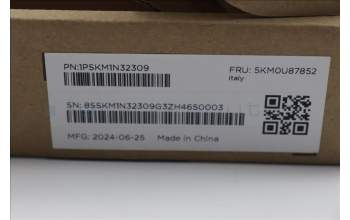 PN:1PSKM1N32309
FRU: 5KM0U87852
Italy
SN: 8SSKM1N32309G3ZH4650003
MFG: 2024-06-25 Made in China